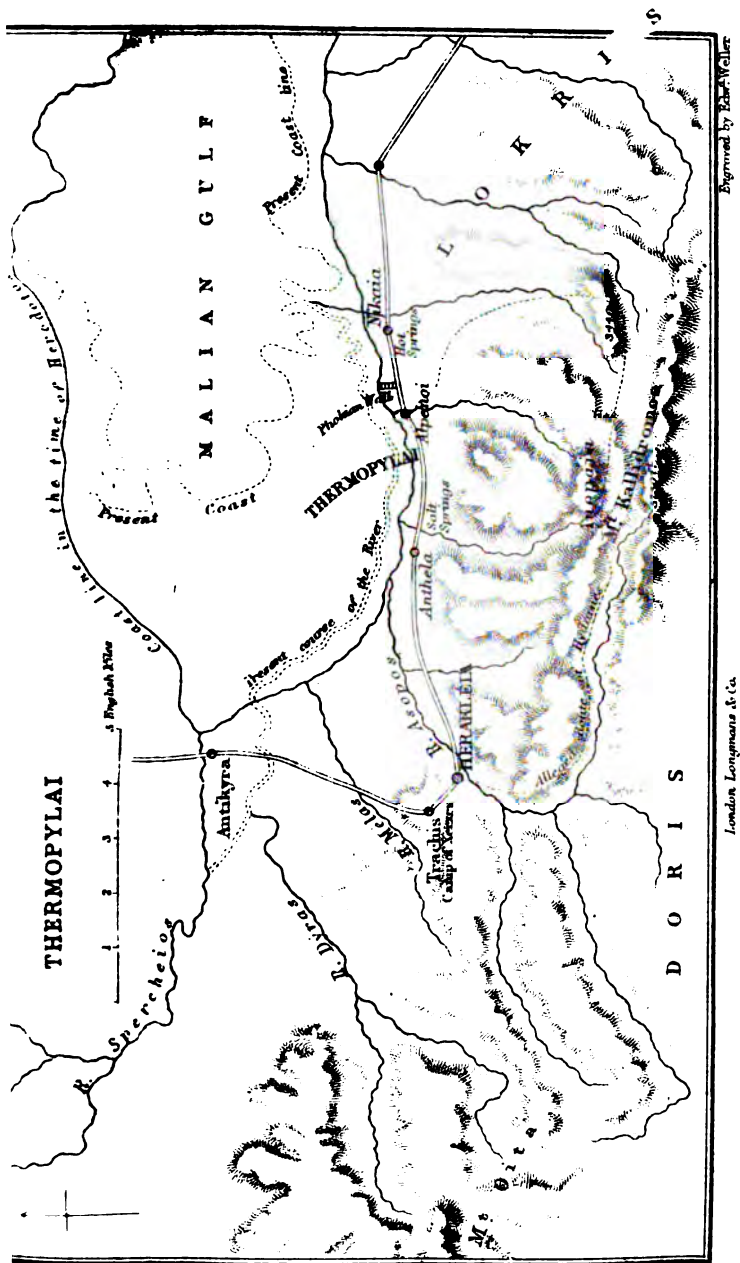 THERMOPYLAI
1 2 3 4 5 English Miles
R. Spercheios
Antikyra
Coast line in the time of Herodotos
MALIAN GULF
Present Coast line
Present Coast
Present course of the River
R. Dyras
R. Melas
Trachis
Camp of Xerxes
HERAKLEIA
R. Asopos
Anthela
Salt
Springs
THERMOPYLAI
Phokian Wall
Alpenoi
Hot
Springs
Nikaia
LOKRIS
Mt. Kallidromos
Anopaia
Mt. Oita
DORIS
London Longmans & Co.
Engraved by Edwd. Weller